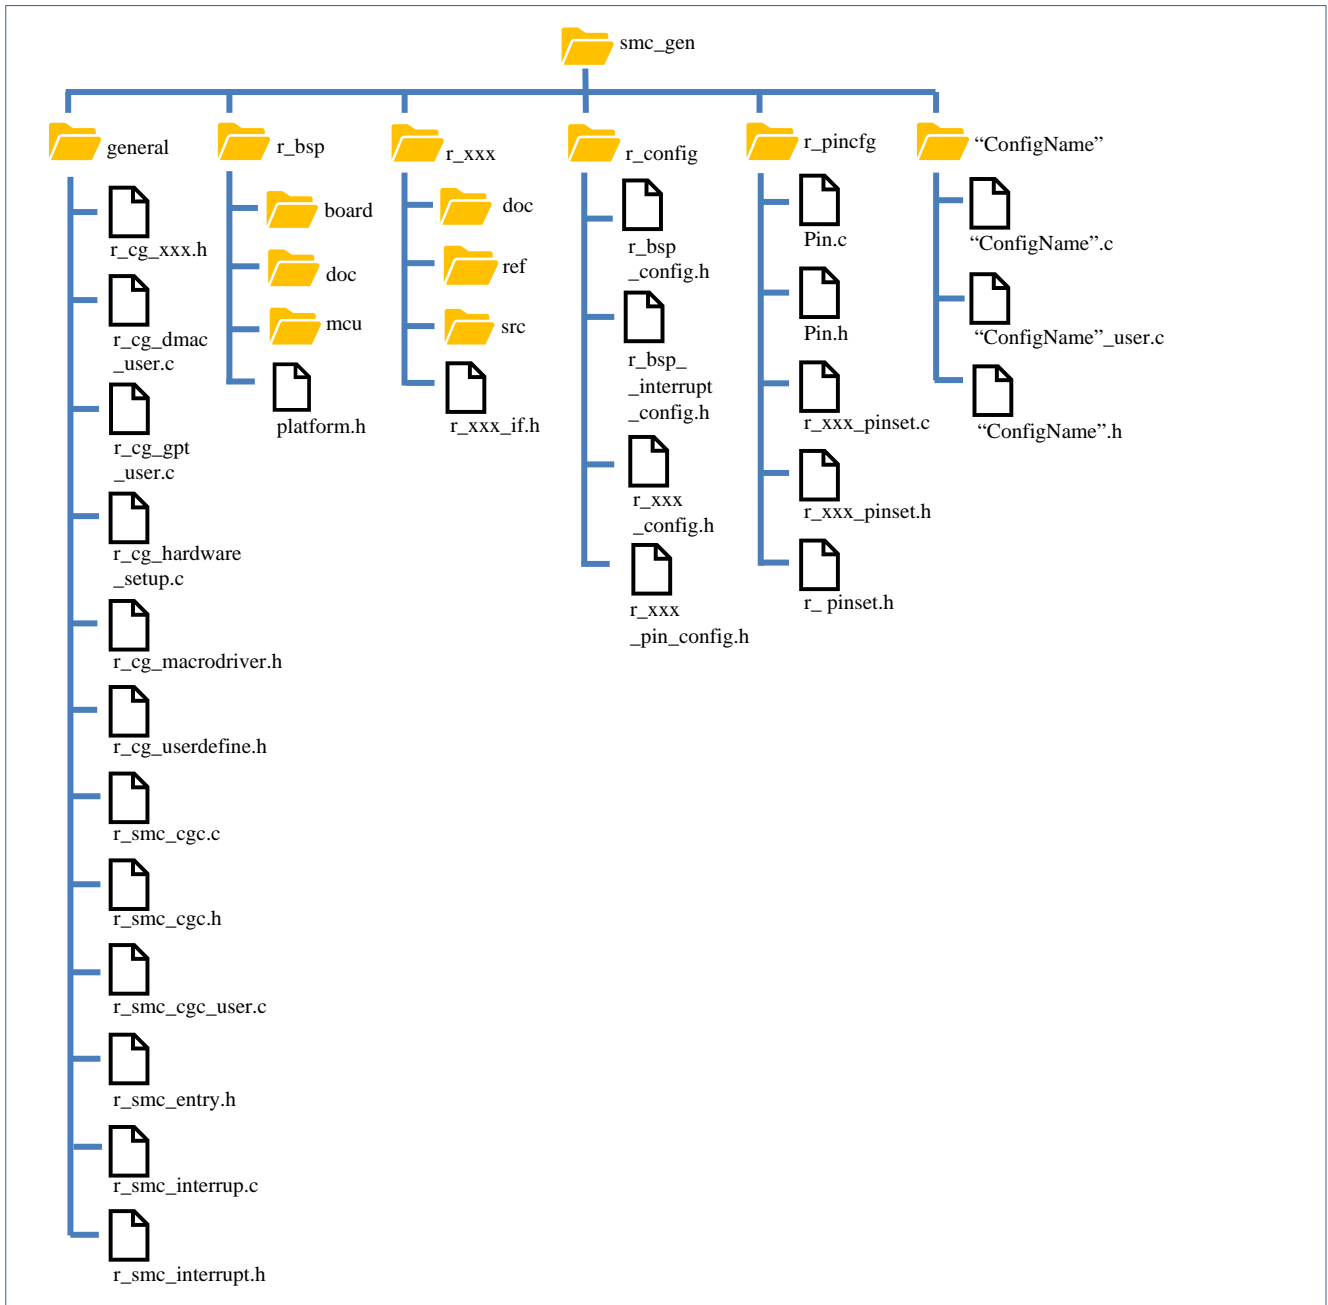 smc_gen
general
r_cg_xxx.h
r_cg_dmac
_user.c
r_cg_gpt
_user.c
r_cg_hardware
_setup.c
r_cg_macrodriver.h
r_cg_userdefine.h
r_smc_cgc.c
r_smc_cgc.h
r_smc_cgc_user.c
r_smc_entry.h
r_smc_interrup.c
r_smc_interrupt.h
r_bsp
board
doc
mcu
platform.h
r_xxx
doc
ref
src
r_xxx_if.h
r_config
r_bsp
_config.h
r_bsp_
_interrupt
_config.h
r_xxx
_config.h
r_xxx
_pin_config.h
r_pincfg
Pin.c
Pin.h
r_xxx_pinset.c
r_xxx_pinset.h
r_ pinset.h
“ConfigName”
“ConfigName”.c
“ConfigName”_user.c
“ConfigName”.h